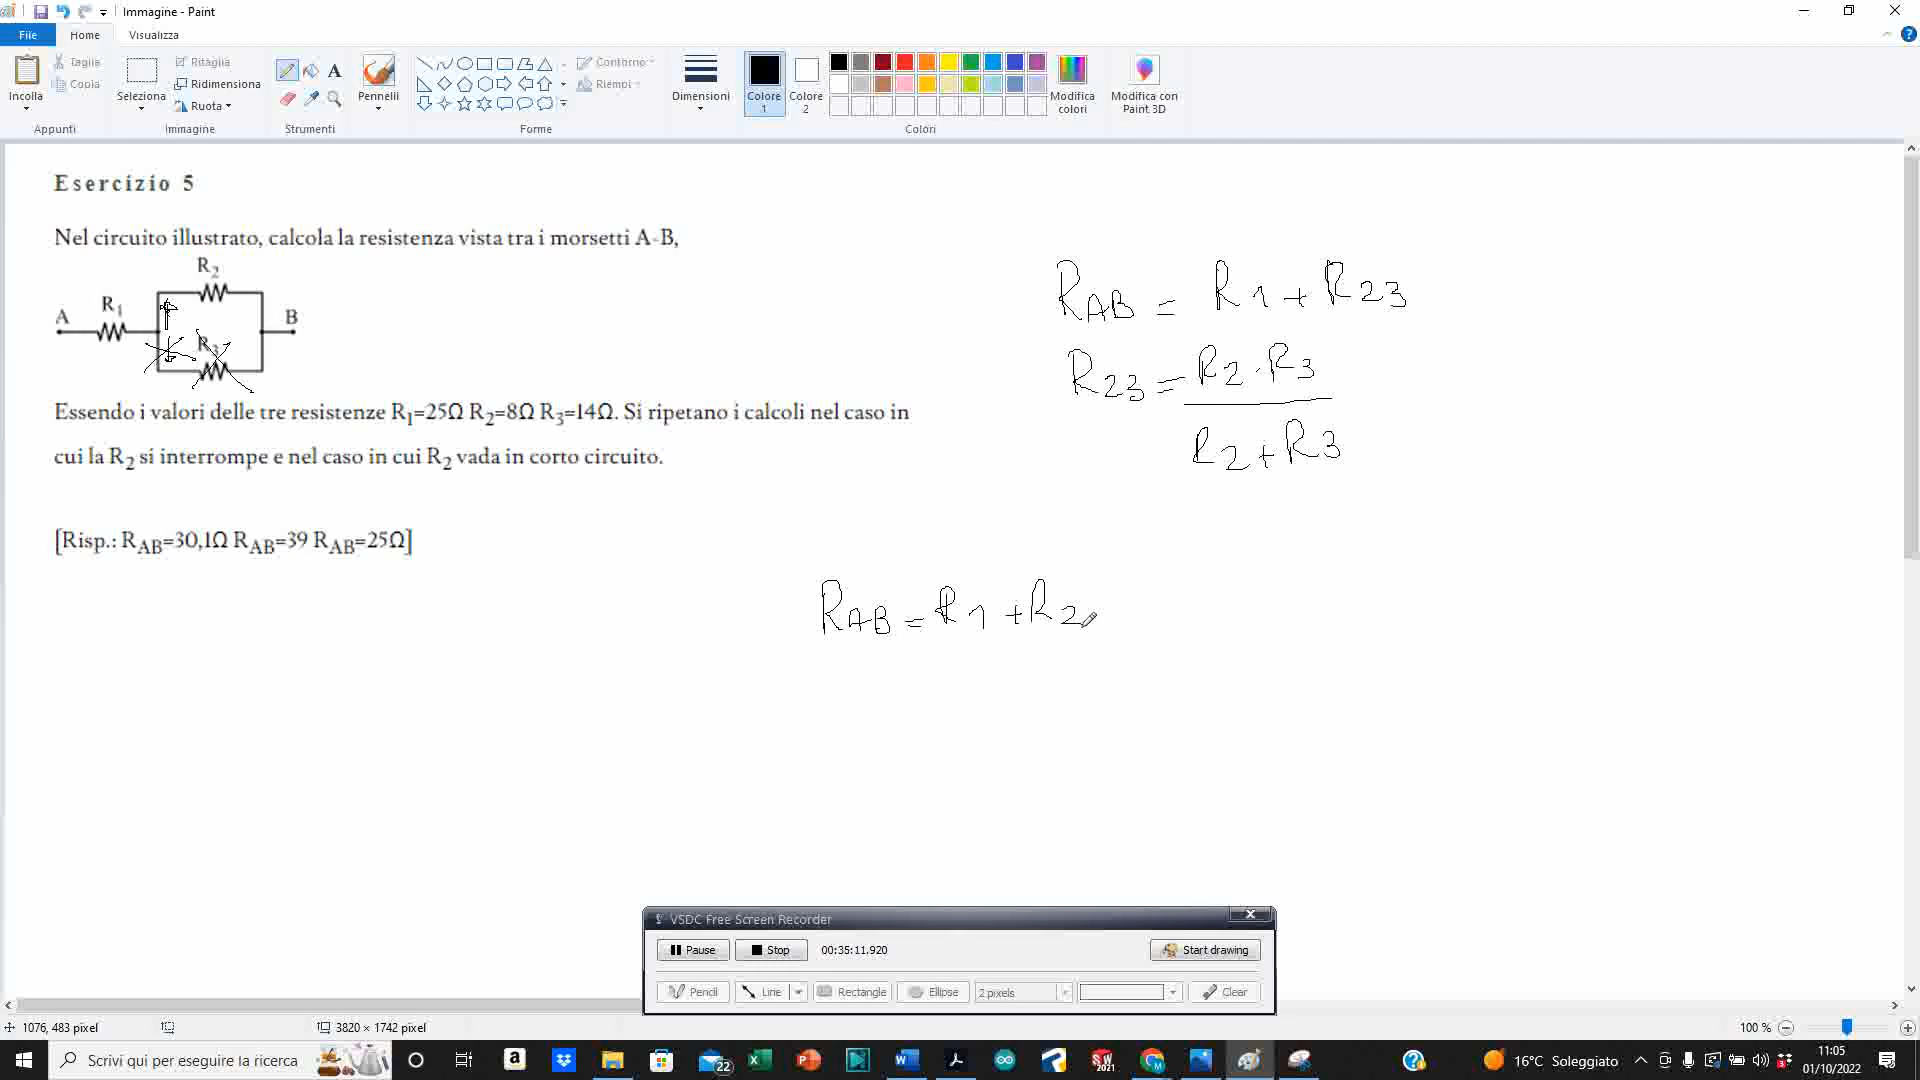 Immagine - Paint
File Home Visualizza
Incolla
Taglia
Copia
Appunti
Seleziona
Ritaglia
Ridimensiona
Ruota
Immagine
A
Strumenti
Pennelli
Contorno
Riempi
Forme
Dimensioni
Colore 1
Colore 2
Modifica colori
Colori
Modifica con Paint 3D
Esercizio 5
Nel circuito illustrato, calcola la resistenza vista tra i morsetti A-B,
R2
R1
A
B
R3
Essendo i valori delle tre resistenze R1=25Ω R2=8Ω R3=14Ω. Si ripetano i calcoli nel caso in
cui la R2 si interrompe e nel caso in cui R2 vada in corto circuito.
[Risp.: RAB=30,1Ω RAB=39 RAB=25Ω]
RAB = R1 + R23
R23 = R2 · R3
R2 + R3
RAB = R1 + R2
VSDC Free Screen Recorder
Pause Stop 00:35:11,920 Start drawing
Pencil Line Rectangle Ellipse 2 pixels Clear
1076, 483 pixel 3820 × 1742 pixel 100 %
Scrivi qui per eseguire la ricerca
22
SW 2021
16°C Soleggiato
11:05
01/10/2022